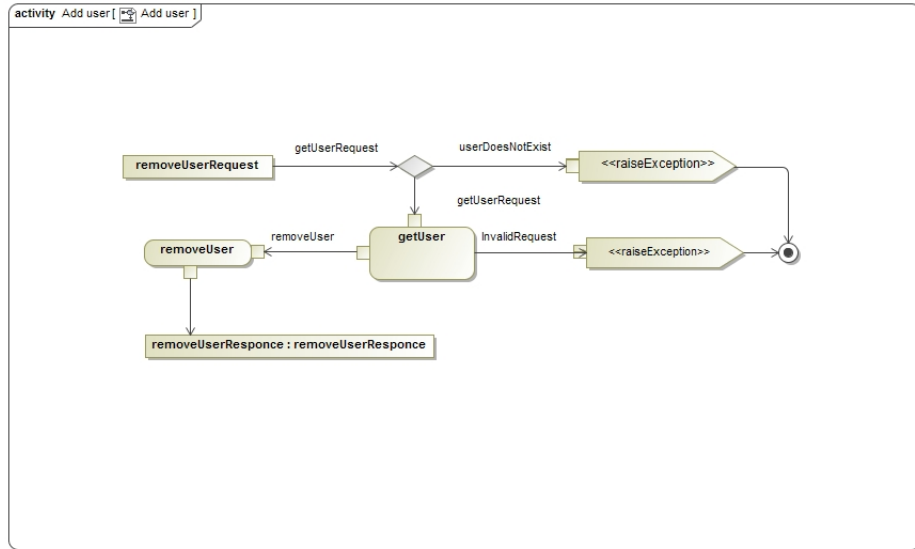 activity Add user [ Add user ]
getUserRequest
userDoesNotExist
removeUserRequest
<<raiseException>>
getUserRequest
removeUser
getUser
InvalidRequest
removeUser
<<raiseException>>
removeUserResponce : removeUserResponce